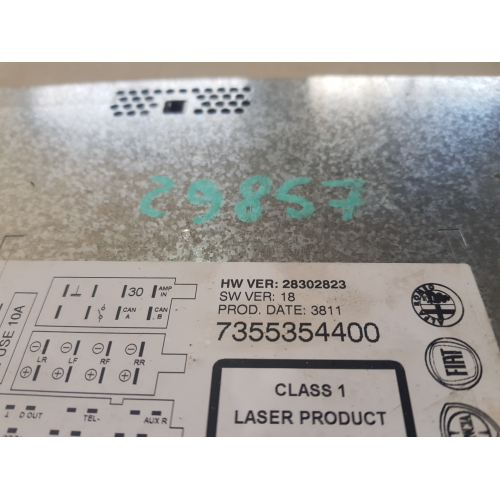 29857
30 AMP IN
CAN A CAN B
FUSE 10A
HW VER: 28302823
SW VER: 18
PROD. DATE: 3811
7355354400
LR LF RF RR
CLASS 1
LASER PRODUCT
D OUT TEL- AUX R
FIAT